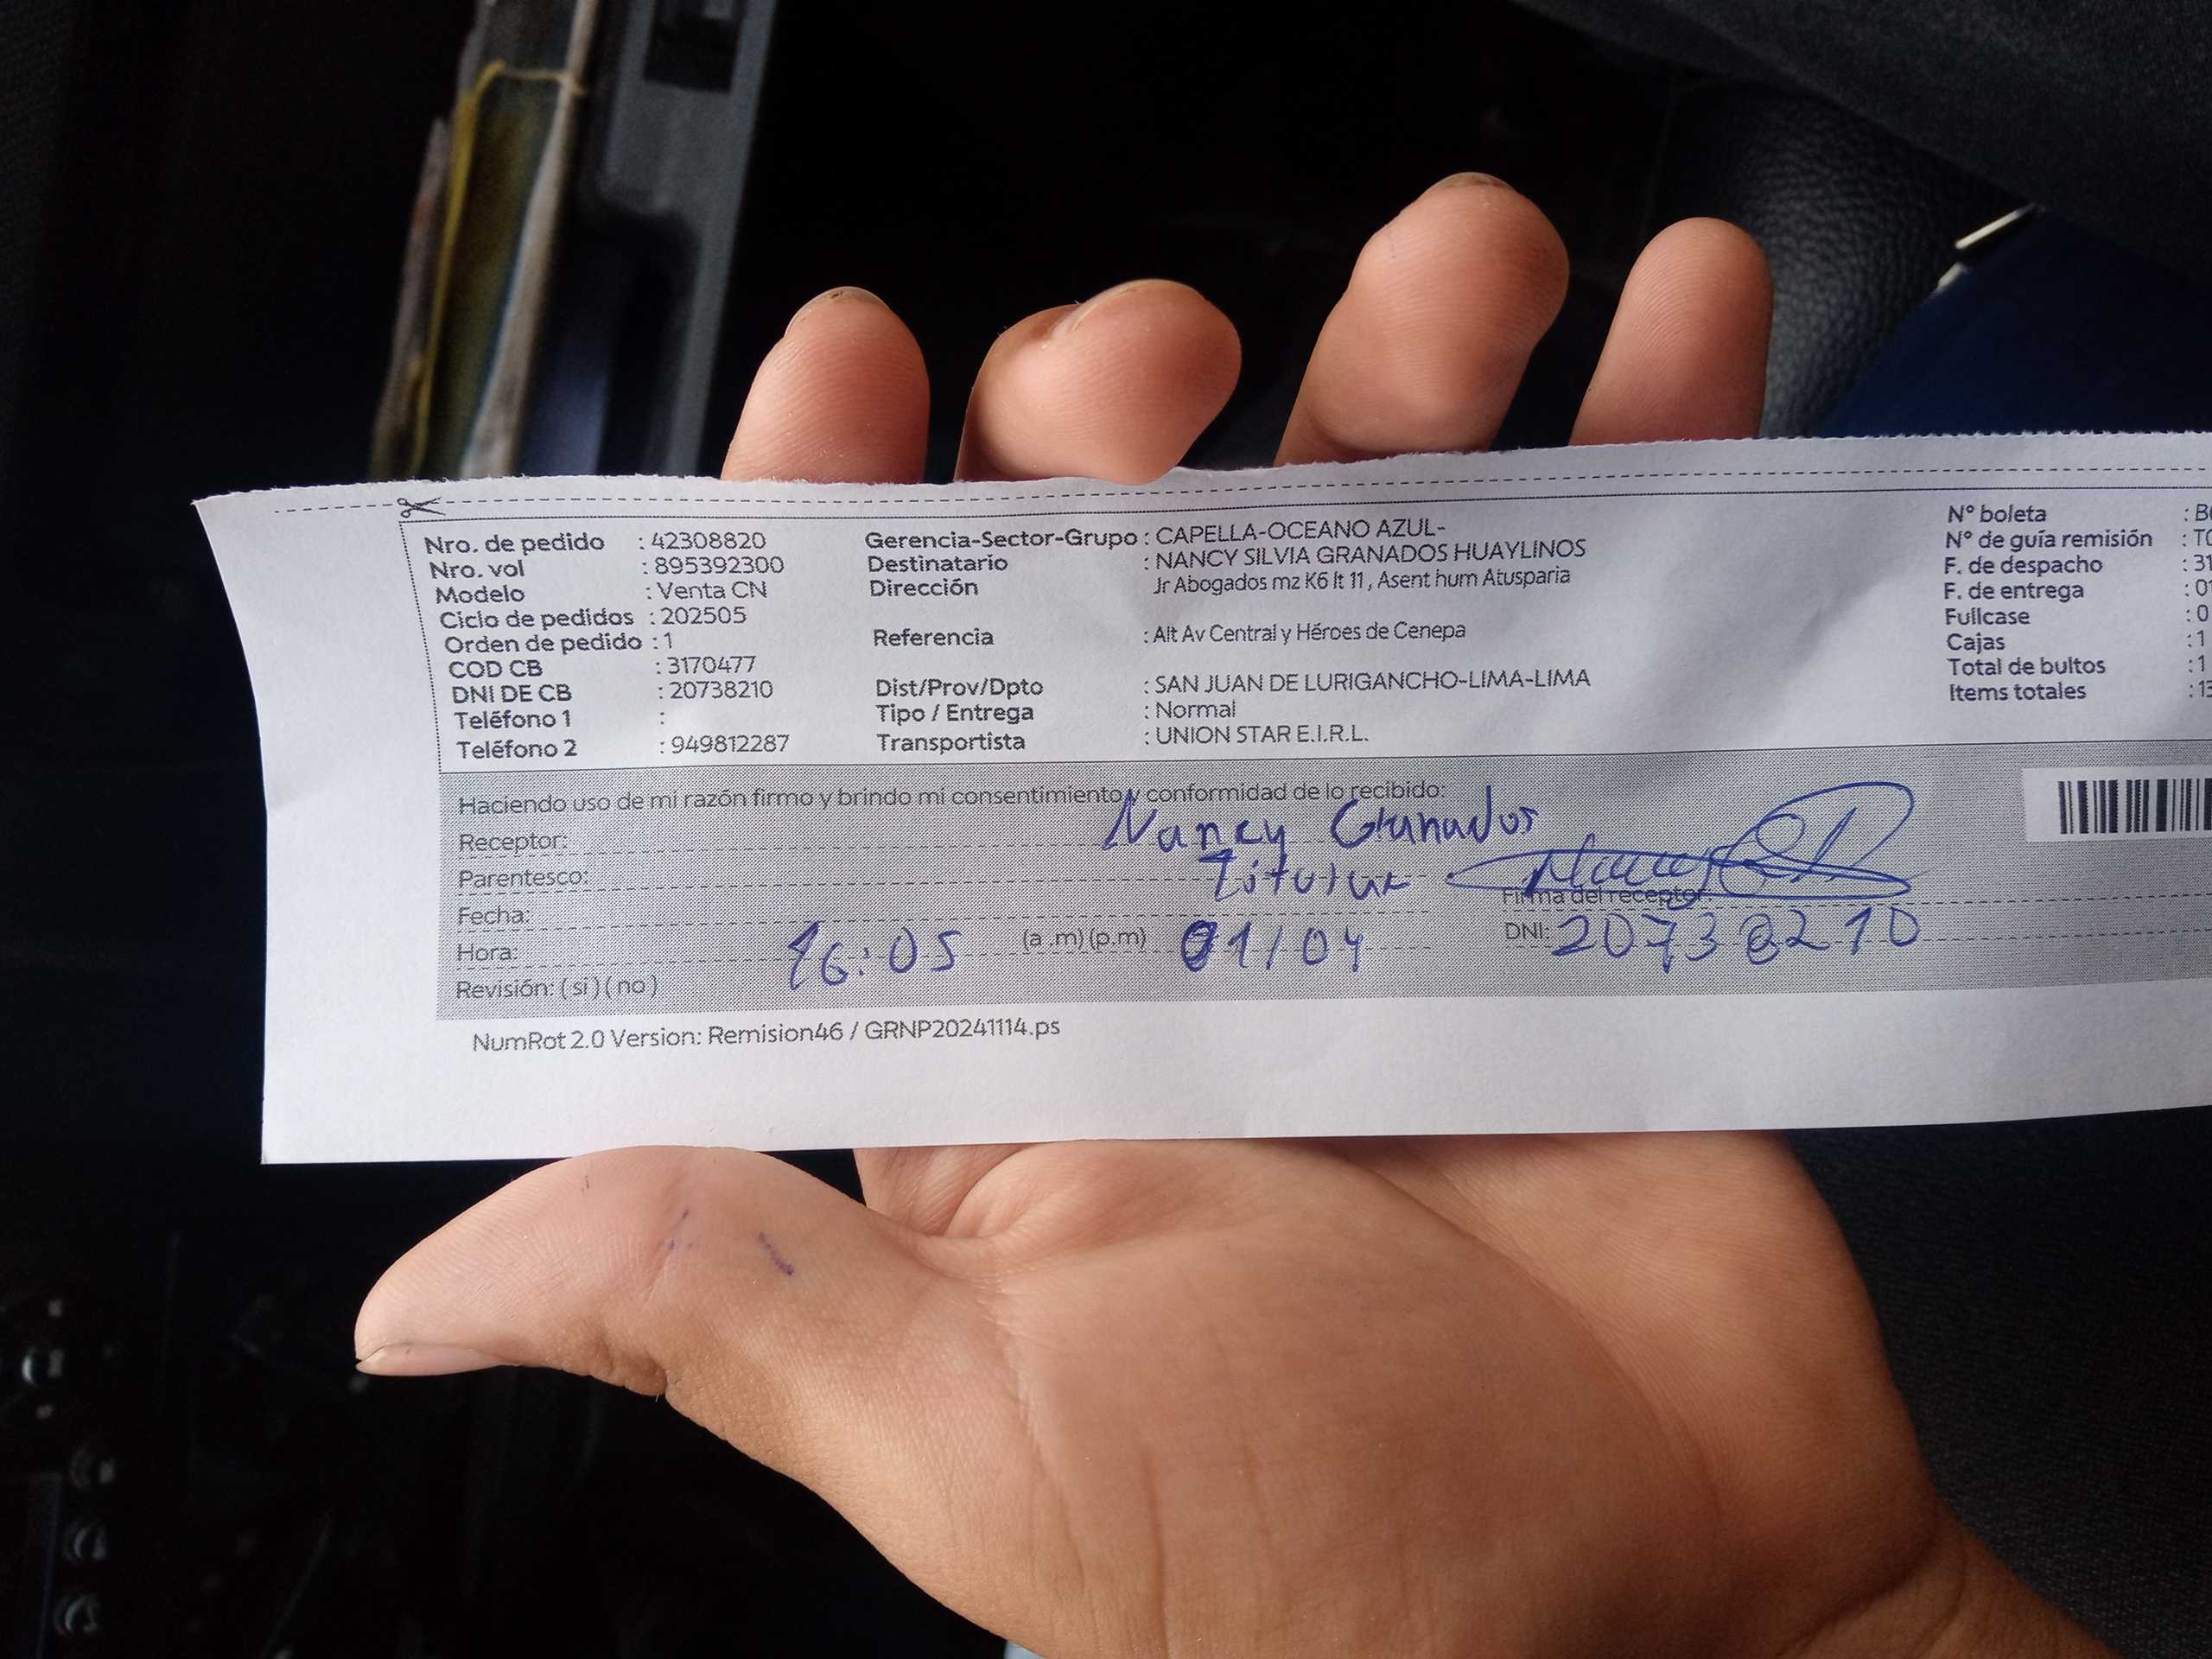 Nro. de pedido : 42308820
Nro. vol : 895392300
Modelo : Venta CN
Ciclo de pedidos : 202505
Orden de pedido : 1
COD CB : 3170477
DNI DE CB : 20738210
Teléfono 1 :
Teléfono 2 : 949812287
Gerencia-Sector-Grupo : CAPELLA-OCEANO AZUL-
Destinatario : NANCY SILVIA GRANADOS HUAYLINOS
Dirección Jr Abogados mz K6 lt 11, Asent hum Atusparia
Referencia : Alt Av Central y Héroes de Cenepa
Dist/Prov/Dpto : SAN JUAN DE LURIGANCHO-LIMA-LIMA
Tipo / Entrega : Normal
Transportista : UNION STAR E.I.R.L.
N° boleta :
N° de guía remisión :
F. de despacho : 31
F. de entrega :
Fullcase : 0
Cajas : 1
Total de bultos : 1
Items totales : 13
Haciendo uso de mi razón firmo y brindo mi consentimiento y conformidad de lo recibido:
Receptor: Nancy Granados
Parentesco: Titular
Firma del receptor:
Fecha:
Hora: 16:05 (a .m) (p.m) 01/04 DNI: 20738210
Revisión: ( si ) ( no )
NumRot 2.0 Version: Remision46 / GRNP20241114.ps